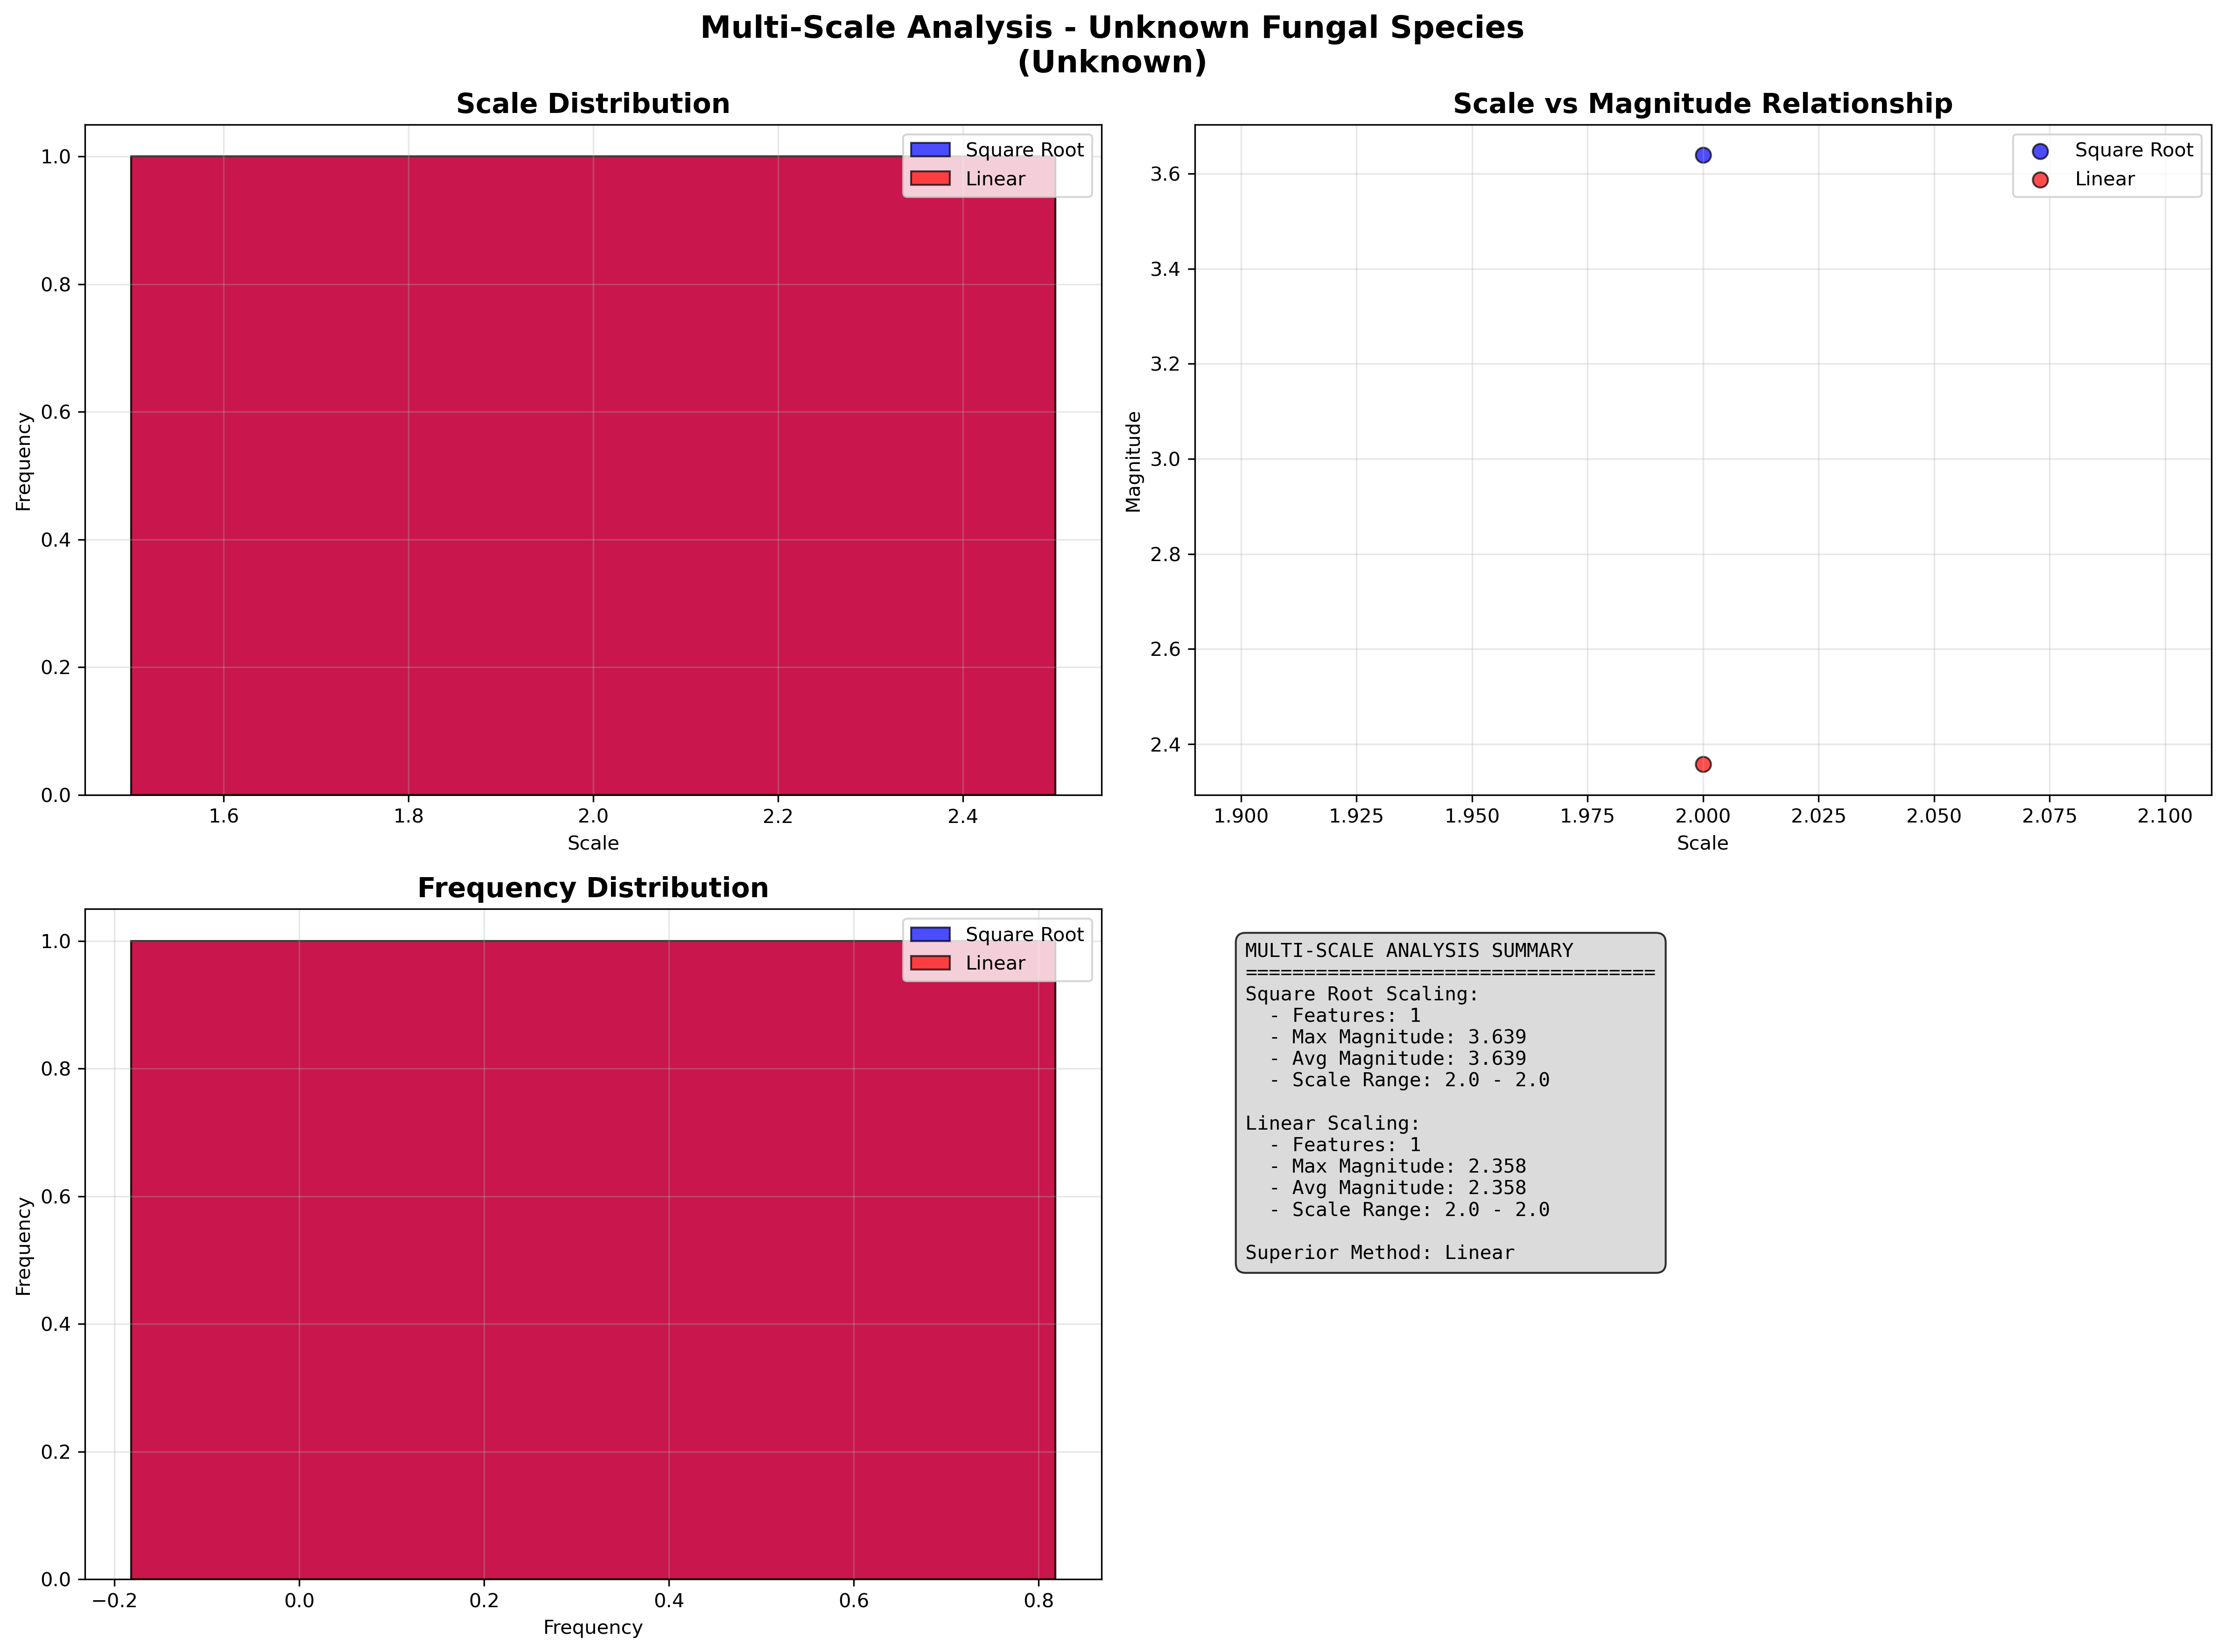 Multi-Scale Analysis - Unknown Fungal Species
(Unknown)
Scale Distribution
Square Root
Linear
1.0
0.8
0.6
0.4
0.2
0.0
Frequency
1.6 1.8 2.0 2.2 2.4
Scale
Scale vs Magnitude Relationship
Square Root
Linear
3.6
3.4
3.2
3.0
2.8
2.6
2.4
Magnitude
1.900 1.925 1.950 1.975 2.000 2.025 2.050 2.075 2.100
Scale
Frequency Distribution
Square Root
Linear
1.0
0.8
0.6
0.4
0.2
0.0
Frequency
−0.2 0.0 0.2 0.4 0.6 0.8
Frequency
MULTI-SCALE ANALYSIS SUMMARY
===================================
Square Root Scaling:
- Features: 1
- Max Magnitude: 3.639
- Avg Magnitude: 3.639
- Scale Range: 2.0 - 2.0
Linear Scaling:
- Features: 1
- Max Magnitude: 2.358
- Avg Magnitude: 2.358
- Scale Range: 2.0 - 2.0
Superior Method: Linear